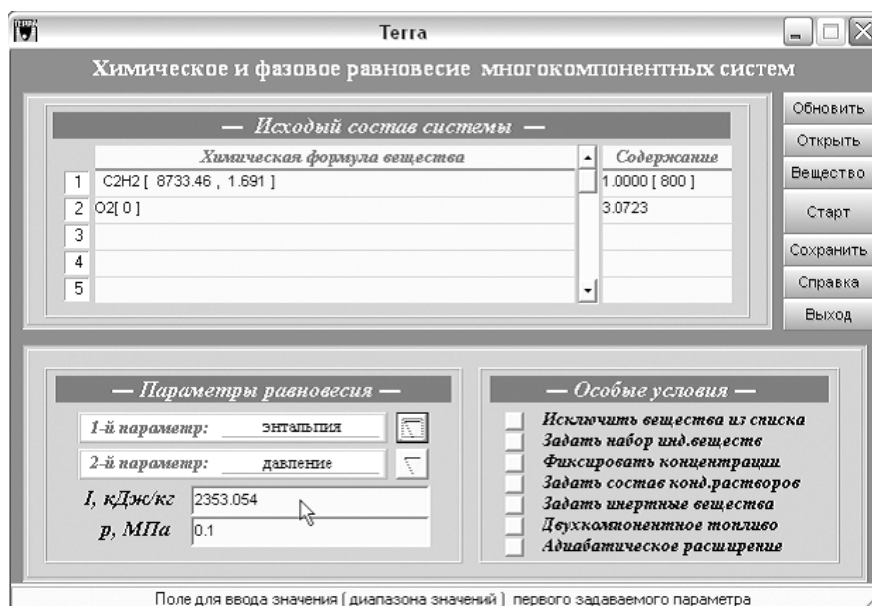 Terra
Химическое и фазовое равновесие многокомпонентных систем
— Исходый состав системы —
Химическая формула вещества Содержание
1 C2H2 [ 8733.46 , 1.691 ] 1.0000 [ 800 ]
2 O2[ 0 ] 3.0723
3
4
5
Обновить
Открыть
Вещество
Старт
Сохранить
Справка
Выход
— Параметры равновесия —
1-й параметр: энтальпия
2-й параметр: давление
I, кДж/кг 2353.054
p, МПа 0.1
— Особые условия —
Исключить вещества из списка
Задать набор инд.веществ
Фиксировать концентрации
Задать состав конд.растворов
Задать инертные вещества
Двухкомпонентное топливо
Адиабатическое расширение
Поле для ввода значения ( диапазона значений ) первого задаваемого параметра